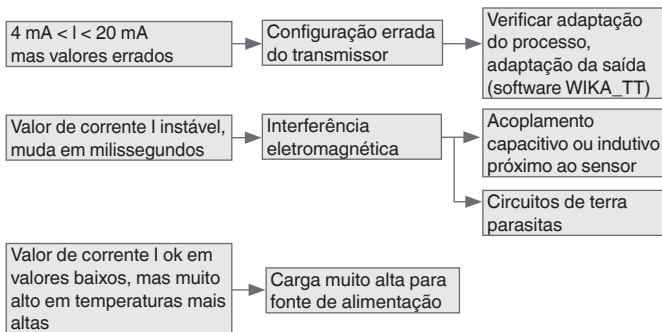 4 mA < I < 20 mA
mas valores errados
Configuração errada
do transmissor
Verificar adaptação
do processo,
adaptação da saída
(software WIKA_TT)
Valor de corrente I instável,
muda em milissegundos
Interferência
eletromagnética
Acoplamento
capacitivo ou indutivo
próximo ao sensor
Circuitos de terra
parasitas
Valor de corrente I ok em
valores baixos, mas muito
alto em temperaturas mais
altas
Carga muito alta para
fonte de alimentação